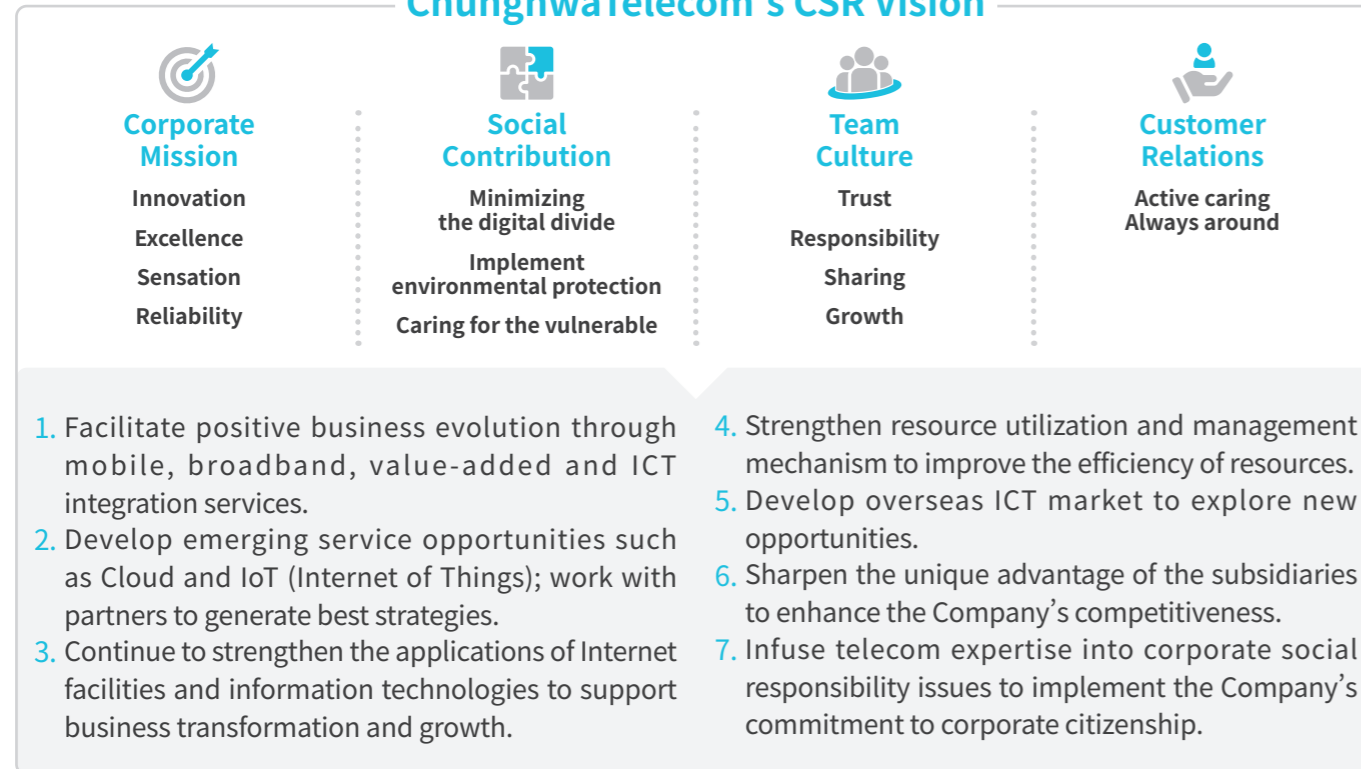 ChunghwaTelecom's CSR Vision
Corporate
Mission
Innovation
Excellence
Sensation
Reliability
Social
Contribution
Minimizing
the digital divide
Implement
environmental protection
Caring for the vulnerable
Team
Culture
Trust
Responsibility
Sharing
Growth
Customer
Relations
Active caring
Always around
1. Facilitate positive business evolution through
mobile, broadband, value-added and ICT
integration services.
2. Develop emerging service opportunities such
as Cloud and IoT (Internet of Things); work with
partners to generate best strategies.
3. Continue to strengthen the applications of Internet
facilities and information technologies to support
business transformation and growth.
4. Strengthen resource utilization and management
mechanism to improve the efficiency of resources.
5. Develop overseas ICT market to explore new
opportunities.
6. Sharpen the unique advantage of the subsidiaries
to enhance the Company's competitiveness.
7. Infuse telecom expertise into corporate social
responsibility issues to implement the Company's
commitment to corporate citizenship.